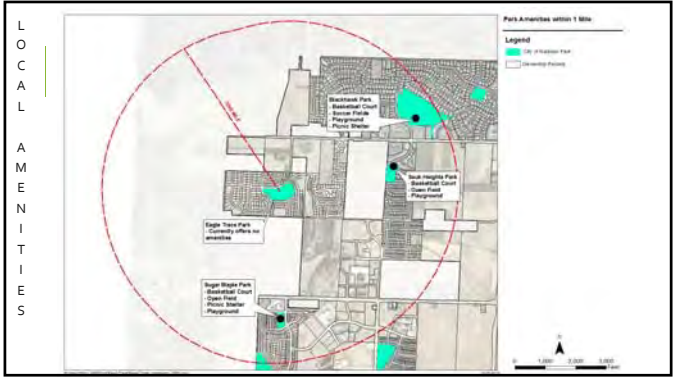 LOCAL AMENITIES
Park Amenities within 1 Mile
Legend
City of Madison Park
Ownership Parcels
Blackhawk Park
- Basketball Court
- Soccer Fields
- Playground
- Picnic Shelter
Sauk Heights Park
- Basketball Court
- Open Field
- Playground
Eagle Trace Park
- Currently offers no
amenities
Sugar Maple Park
- Basketball Court
- Open Field
- Picnic Shelter
- Playground
0 1,000 2,000 3,000
Feet